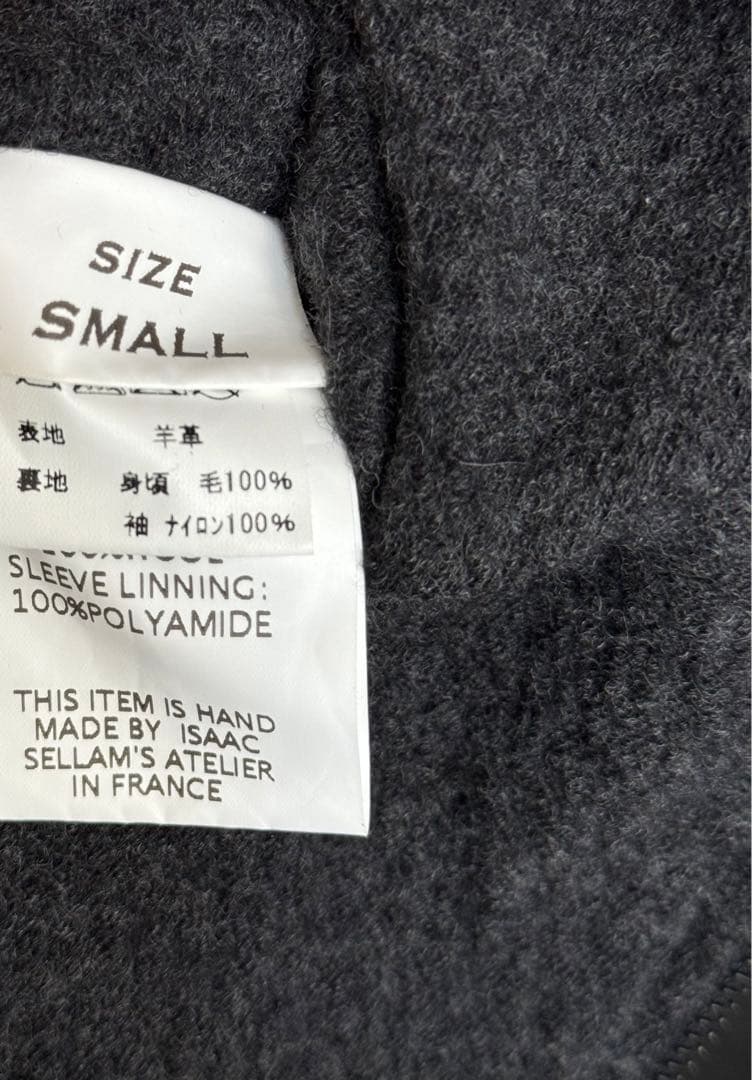 SIZE
SMALL
表地 羊革
裏地 身頃 毛100%
袖 ナイロン100%
SLEEVE LINNING:
100%POLYAMIDE
THIS ITEM IS HAND
MADE BY ISAAC
SELLAM'S ATELIER
IN FRANCE